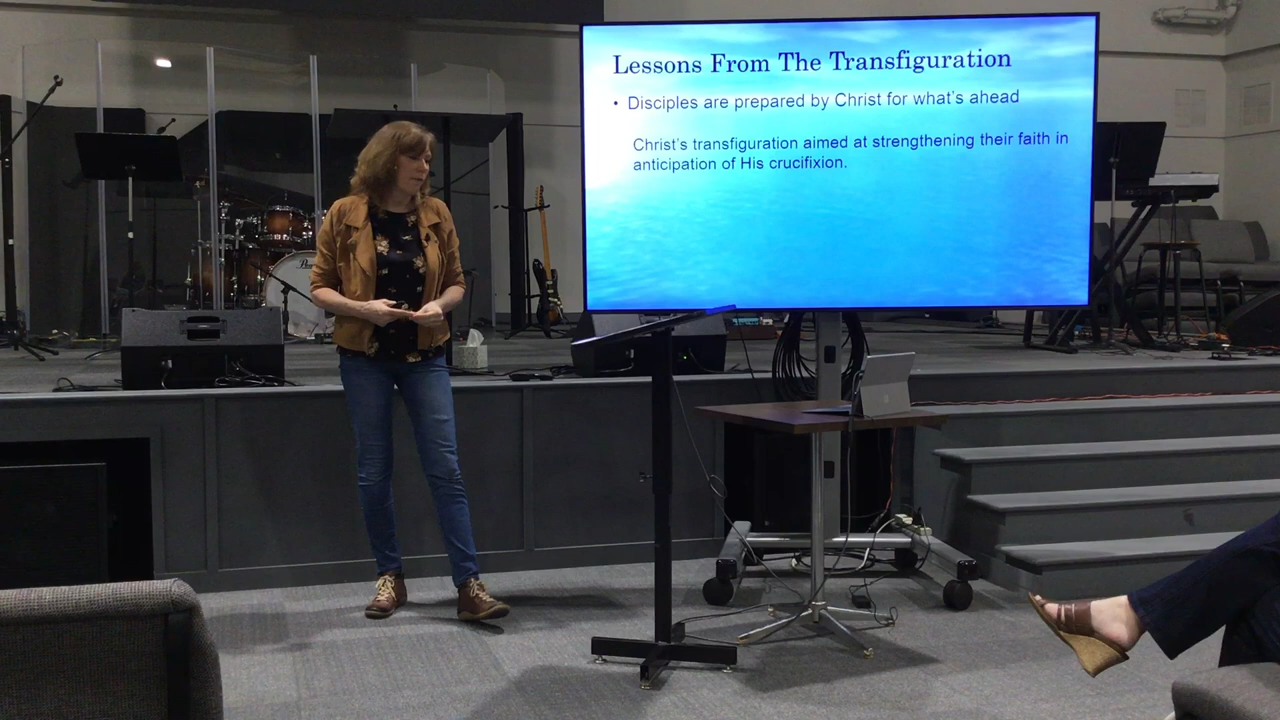 Lessons From The Transfiguration
• Disciples are prepared by Christ for what's ahead
Christ's transfiguration aimed at strengthening their faith in
anticipation of His crucifixion.